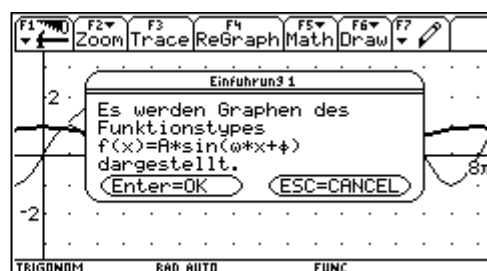 F1 F2 F3 F4 F5 F6 F7
Zoom Trace ReGraph Math Draw
Einfuhrung 1
2
Es werden Graphen des
Funktionstypes
f(x)=A*sin(ω*x+ϕ)
dargestellt.
Enter=OK ESC=CANCEL
8π
-2
TRIGONOM RAD AUTO FUNC